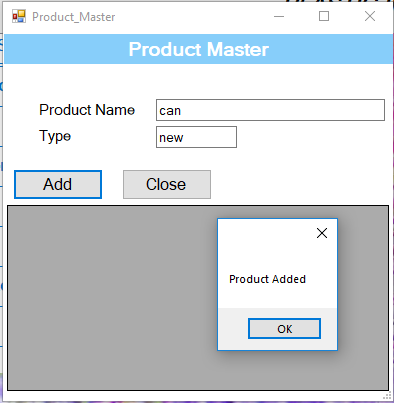 Product_Master
Product Master
Product Name
can
Type
new
Add
Close
Product Added
OK